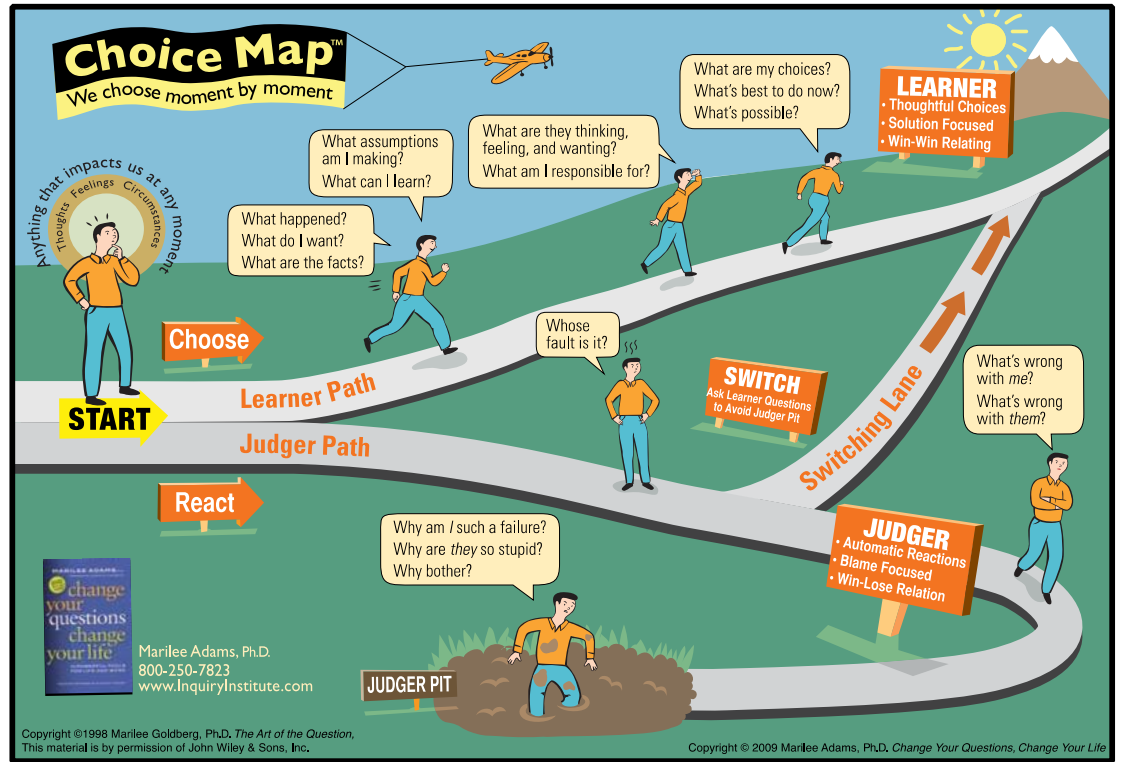 Choice Map™
We choose moment by moment
Anything that impacts us at any moment
Thoughts Feelings Circumstances
What happened?
What do I want?
What are the facts?
What assumptions
am I making?
What can I learn?
What are they thinking,
feeling, and wanting?
What am I responsible for?
What are my choices?
What's best to do now?
What's possible?
LEARNER
• Thoughtful Choices
• Solution Focused
• Win-Win Relating
Choose
START
Learner Path
Judger Path
React
Whose
fault is it?
SWITCH
Ask Learner Questions
to Avoid Judger Pit
Switching Lane
What's wrong
with me?
What's wrong
with them?
JUDGER
• Automatic Reactions
• Blame Focused
• Win-Lose Relation
Why am I such a failure?
Why are they so stupid?
Why bother?
JUDGER PIT
MARILEE ADAMS
change
your
questions
change
your life
Marilee Adams, Ph.D.
800-250-7823
www.InquiryInstitute.com
Copyright ©1998 Marilee Goldberg, Ph.D. The Art of the Question,
This material is by permission of John Wiley & Sons, Inc.
Copyright © 2009 Marilee Adams, Ph.D. Change Your Questions, Change Your Life